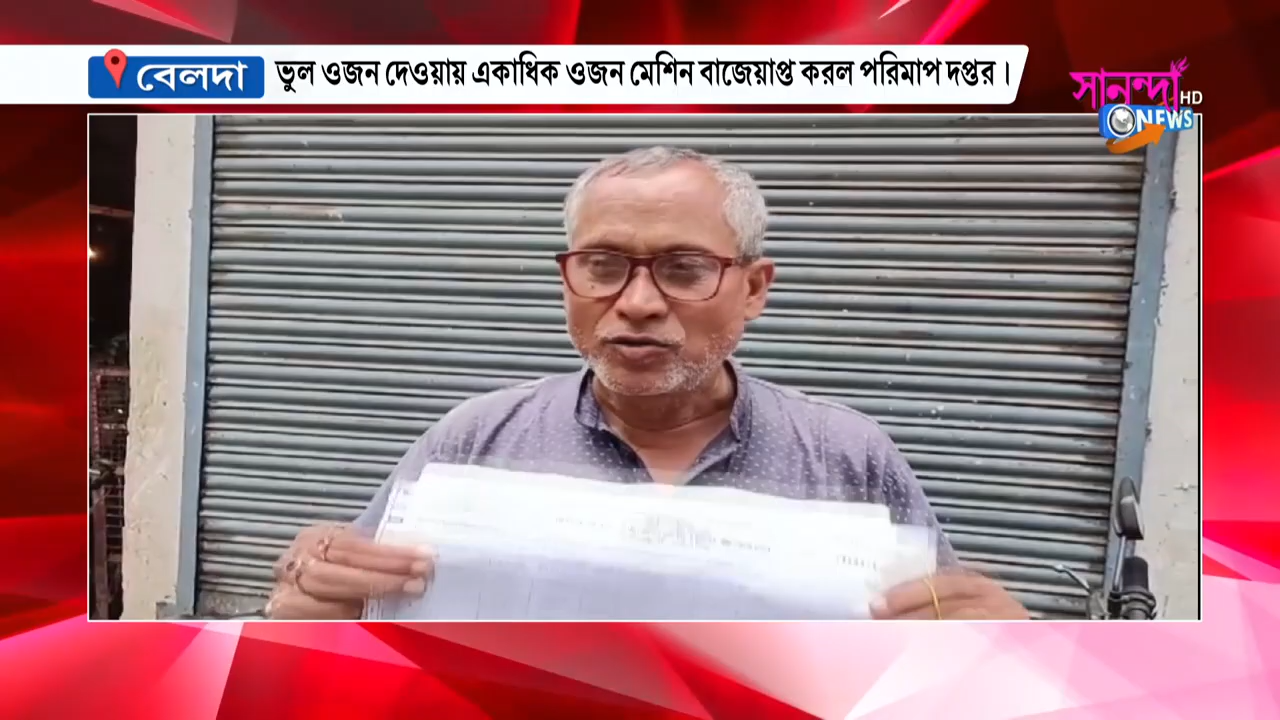 বেলদা
ভুল ওজন দেওয়ায় একাধিক ওজন মেশিন বাজেয়াপ্ত করল পরিমাপ দপ্তর।
সানন্দা HD
NEWS